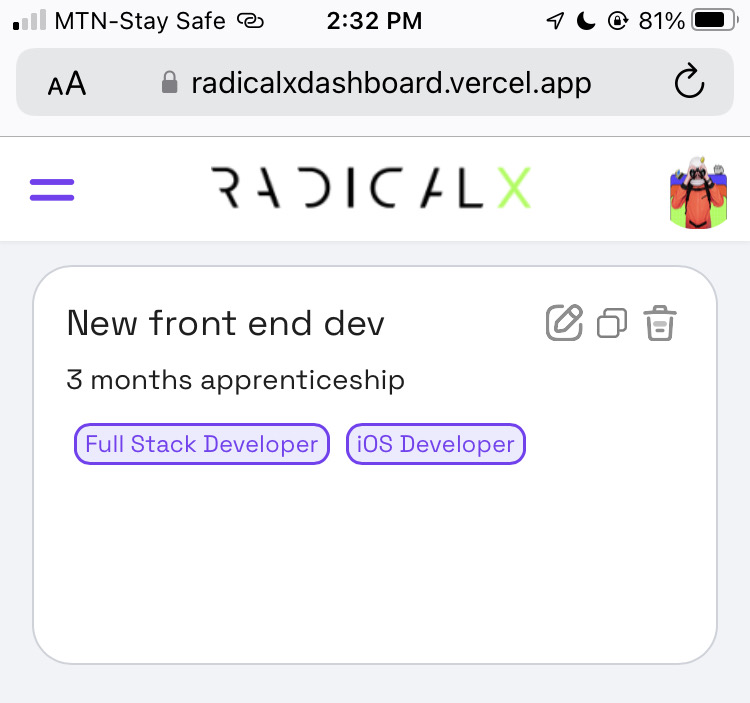 MTN-Stay Safe 2:32 PM 81%
AA radicalxdashboard.vercel.app
RADICALX
New front end dev
3 months apprenticeship
Full Stack Developer iOS Developer